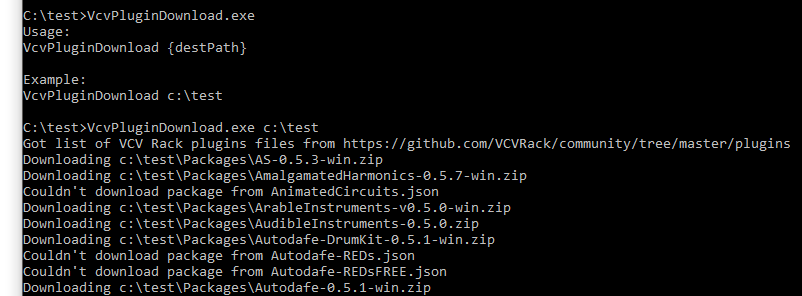 C:\test>VcvPluginDownload.exe
Usage:
VcvPluginDownload {destPath}
Example:
VcvPluginDownload c:\test
C:\test>VcvPluginDownload.exe c:\test
Got list of VCV Rack plugins files from https://github.com/VCVRack/community/tree/master/plugins
Downloading c:\test\Packages\AS-0.5.3-win.zip
Downloading c:\test\Packages\AmalgamatedHarmonics-0.5.7-win.zip
Couldn't download package from AnimatedCircuits.json
Downloading c:\test\Packages\ArableInstruments-v0.5.0-win.zip
Downloading c:\test\Packages\AudibleInstruments-0.5.0.zip
Downloading c:\test\Packages\Autodafe-DrumKit-0.5.1-win.zip
Couldn't download package from Autodafe-REDs.json
Couldn't download package from Autodafe-REDsFREE.json
Downloading c:\test\Packages\Autodafe-0.5.1-win.zip